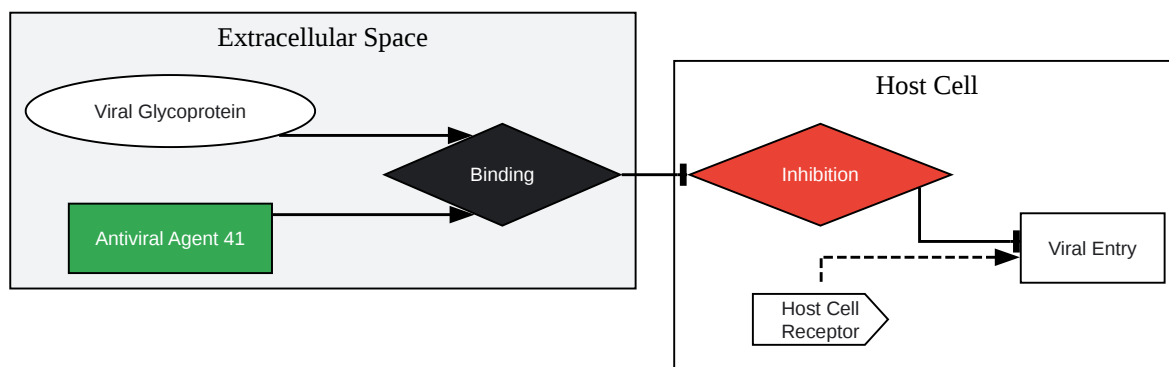 Extracellular Space
Viral Glycoprotein
Antiviral Agent 41
Binding
Host Cell
Inhibition
Viral Entry
Host Cell
Receptor